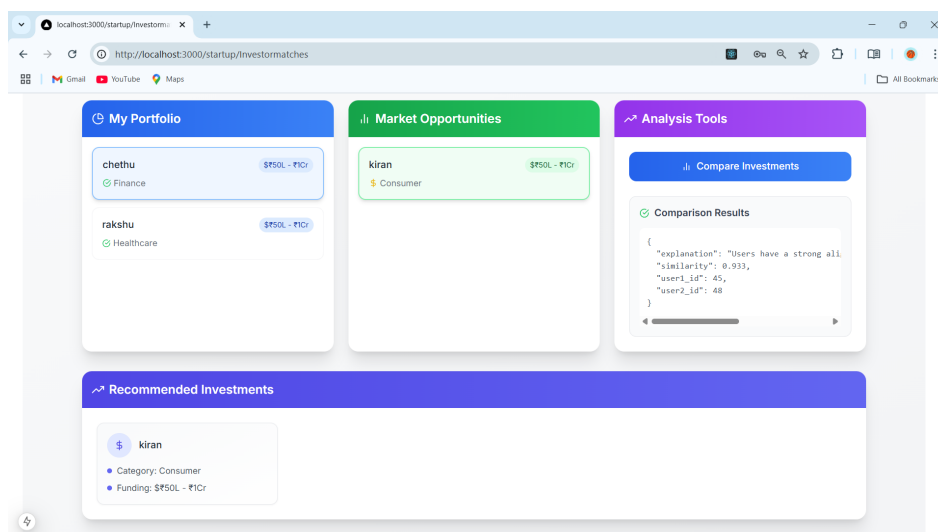 localhost:3000/startup/Investorma
http://localhost:3000/startup/Investormatches
Gmail
YouTube
Maps
All Bookmarks
My Portfolio
chethu
$₹50L - ₹1Cr
Finance
rakshu
$₹50L - ₹1Cr
Healthcare
Market Opportunities
kiran
$₹50L - ₹1Cr
$ Consumer
Analysis Tools
Compare Investments
Comparison Results
{
"explanation": "Users have a strong ali
"similarity": 0.933,
"user1_id": 45,
"user2_id": 48
}
Recommended Investments
$ kiran
Category: Consumer
Funding: $₹50L - ₹1Cr